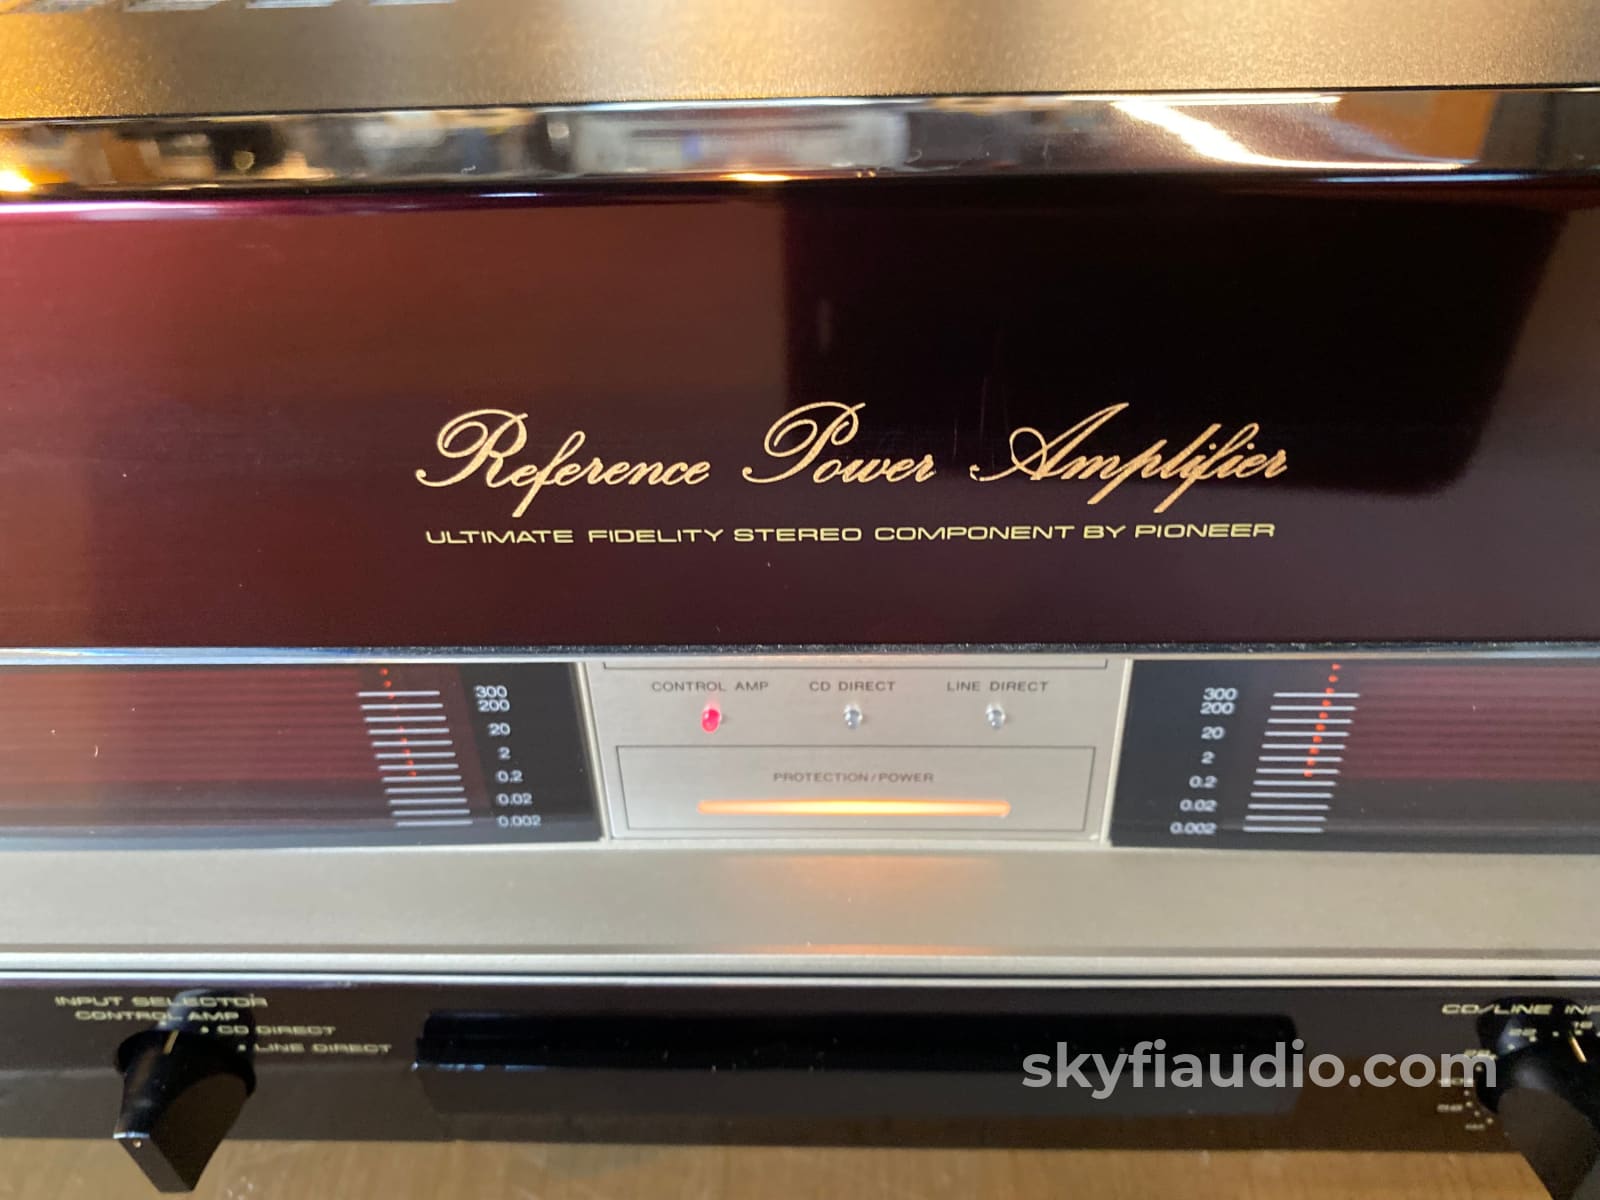 Reference Power Amplifier
ULTIMATE FIDELITY STEREO COMPONENT BY PIONEER
CONTROL AMP CD DIRECT LINE DIRECT
300
200
20
2
0.2
0.02
0.002
PROTECTION/POWER
300
200
20
2
0.2
0.02
0.002
INPUT SELECTOR
CONTROL AMP
CD DIRECT
LINE DIRECT
CD/LINE
skyfiaudio.com